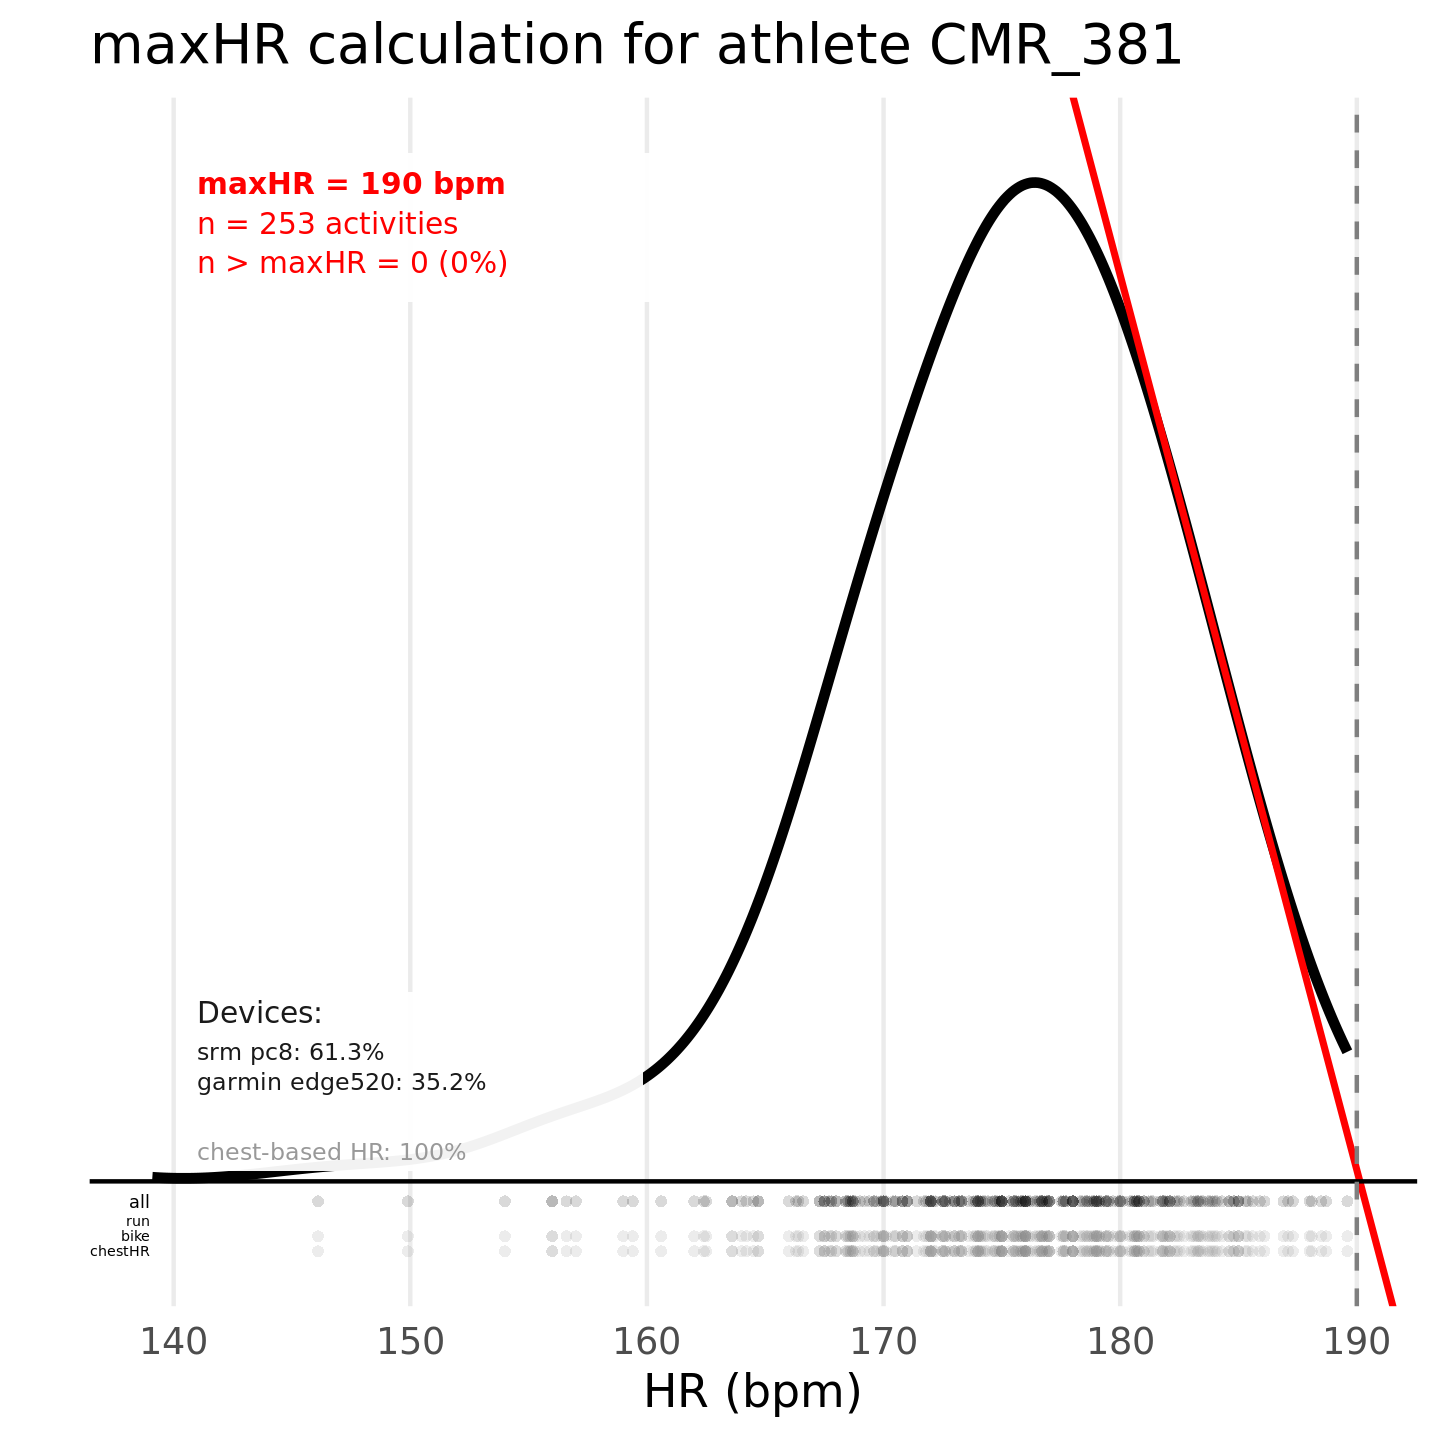 maxHR calculation for athlete CMR_381
maxHR = 190 bpm
n = 253 activities
n > maxHR = 0 (0%)
Devices:
srm pc8: 61.3%
garmin edge520: 35.2%
chest-based HR: 100%
all
run
bike
chestHR
140 150 160 170 180 190
HR (bpm)